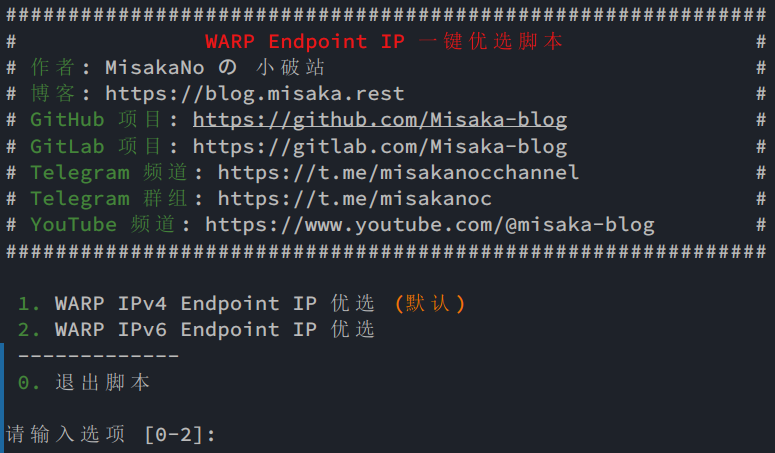 #############################################################
#               WARP Endpoint IP 一键优选脚本               #
# 作者: MisakaNo の 小破站                                  #
# 博客: https://blog.misaka.rest                            #
# GitHub 项目: https://github.com/Misaka-blog               #
# GitLab 项目: https://gitlab.com/Misaka-blog               #
# Telegram 频道: https://t.me/misakanocchannel              #
# Telegram 群组: https://t.me/misakanoc                     #
# YouTube 频道: https://www.youtube.com/@misaka-blog        #
#############################################################
1. WARP IPv4 Endpoint IP 优选 (默认)
2. WARP IPv6 Endpoint IP 优选
-------------
0. 退出脚本
请输入选项 [0-2]: